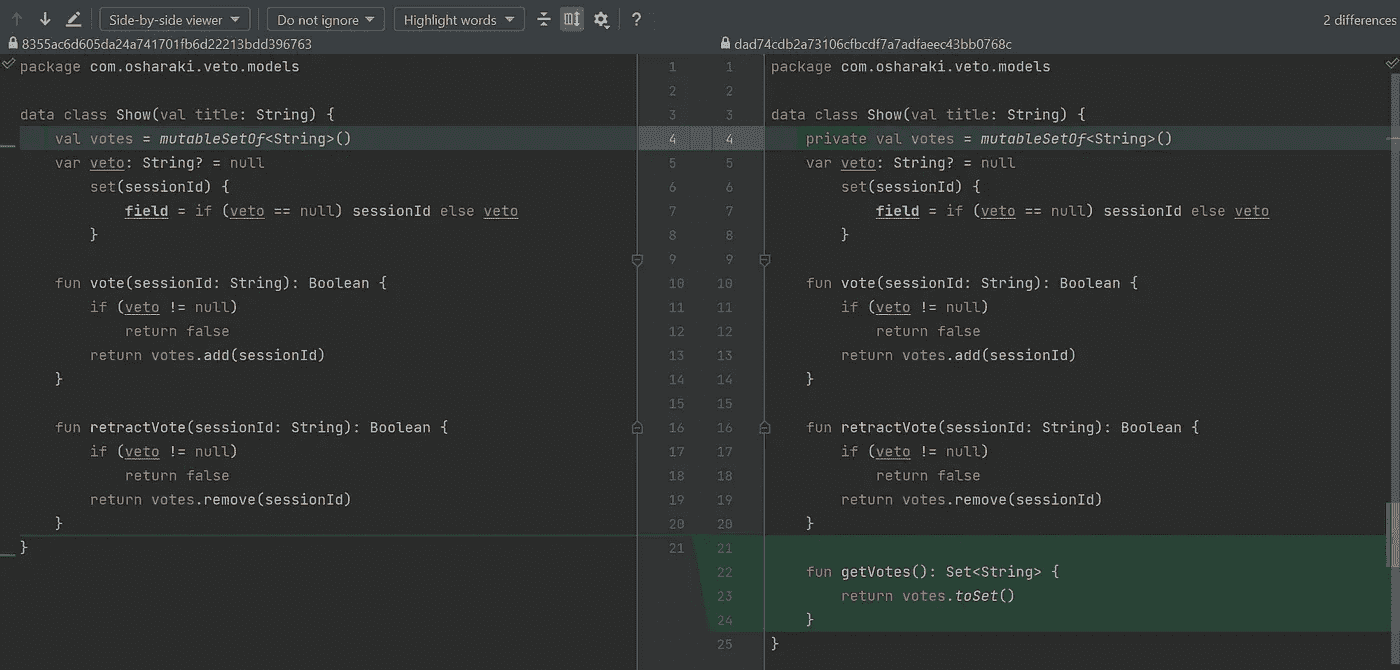 Side-by-side viewer Do not ignore Highlight words ? 2 differences
8355ac6d605da24a741701fb6d22213bdd396763
package com.osharaki.veto.models

data class Show(val title: String) {
    val votes = mutableSetOf<String>()
    var veto: String? = null
        set(sessionId) {
            field = if (veto == null) sessionId else veto
        }

    fun vote(sessionId: String): Boolean {
        if (veto != null)
            return false
        return votes.add(sessionId)
    }

    fun retractVote(sessionId: String): Boolean {
        if (veto != null)
            return false
        return votes.remove(sessionId)
    }
}
1 1
2 2
3 3
4 4
5 5
6 6
7 7
8 8
9 9
10 10
11 11
12 12
13 13
14 14
15 15
16 16
17 17
18 18
19 19
20 20
21 21
22
23
24
25
dad74cdb2a73106cfbcdf7a7adfaeec43bb0768c
package com.osharaki.veto.models

data class Show(val title: String) {
    private val votes = mutableSetOf<String>()
    var veto: String? = null
        set(sessionId) {
            field = if (veto == null) sessionId else veto
        }

    fun vote(sessionId: String): Boolean {
        if (veto != null)
            return false
        return votes.add(sessionId)
    }

    fun retractVote(sessionId: String): Boolean {
        if (veto != null)
            return false
        return votes.remove(sessionId)
    }

    fun getVotes(): Set<String> {
        return votes.toSet()
    }
}